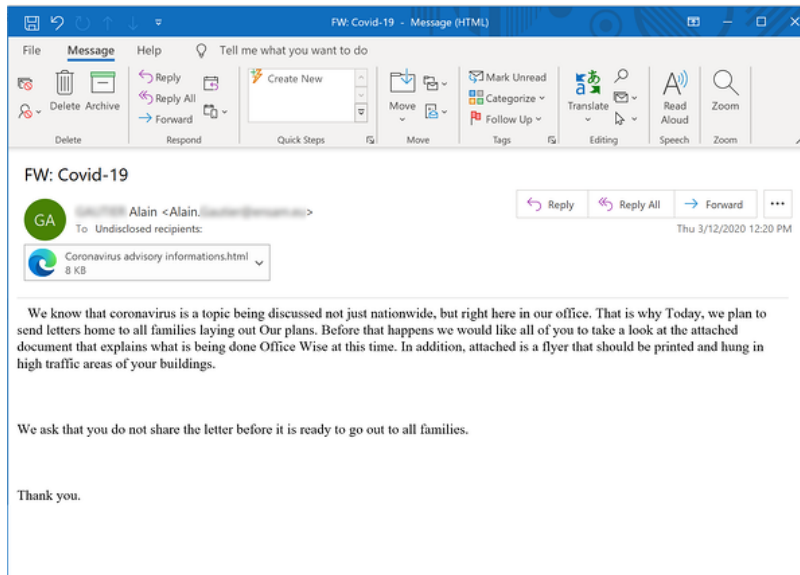 FW: Covid-19 - Message (HTML)
File Message Help Tell me what you want to do
Delete Archive
Reply
Reply All
Forward
Create New
Move
Mark Unread
Categorize
Follow Up
Translate
Read Aloud
Zoom
Delete Respond Quick Steps Move Tags Editing Speech Zoom
FW: Covid-19
GA
Alain <Alain. >
To Undisclosed recipients:
Reply Reply All Forward
Thu 3/12/2020 12:20 PM
Coronavirus advisory informations.html
8 KB
We know that coronavirus is a topic being discussed not just nationwide, but right here in our office. That is why Today, we plan to
send letters home to all families laying out Our plans. Before that happens we would like all of you to take a look at the attached
document that explains what is being done Office Wise at this time. In addition, attached is a flyer that should be printed and hung in
high traffic areas of your buildings.
We ask that you do not share the letter before it is ready to go out to all families.
Thank you.